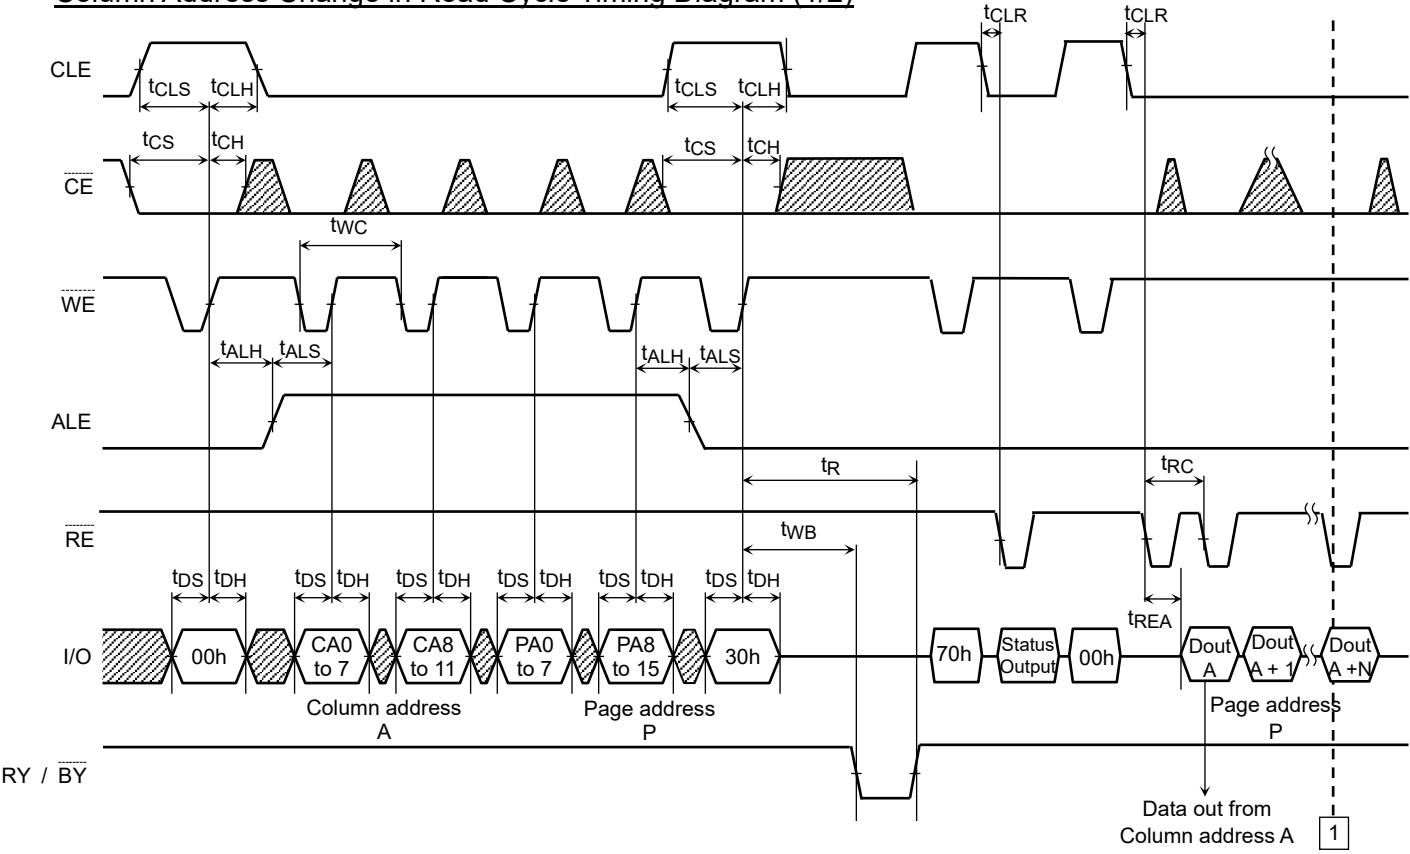 Column Address Change in Read Cycle Timing Diagram (1/2)
tCLR tCLR
CLE
tCLS tCLH tCLS tCLH
tCS tCH tCS tCH
CE
tWC
WE
tALH tALS tALH tALS
ALE
tR tRC
RE
tWB
tDS tDH tDS tDH tDS tDH tDS tDH tDS tDH tDS tDH
tREA
I/O
00h
CA0
to 7
CA8
to 11
PA0
to 7
PA8
to 15
30h
70h
Status
Output
00h
Dout
A
Dout
A + 1
Dout
A +N
Column address
A
Page address
P
Page address
P
RY / BY
Data out from
Column address A
1